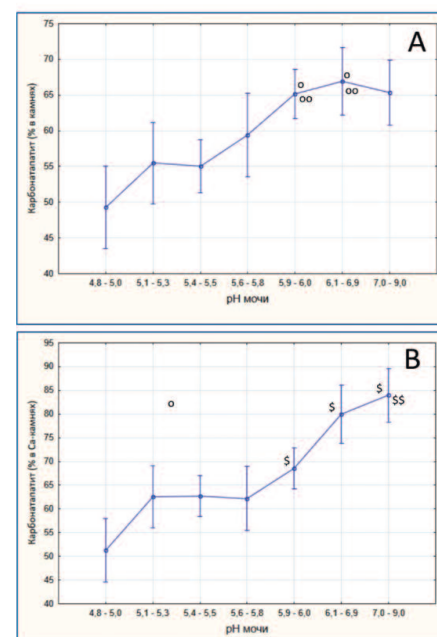 A
75
70
65
60
55
50
45
40
Карбонатапатит (% в камнях)
o
oo
o
oo
4,8 - 5,0 5,1 - 5,3 5,4 - 5,5 5,6 - 5,8 5,9 - 6,0 6,1 - 6,9 7,0 - 9,0
pH мочи
B
95
90
85
80
75
70
65
60
55
50
45
40
Карбонатапатит (% в Ca-камнях)
o
$
$
$
$$
4,8 - 5,0 5,1 - 5,3 5,4 - 5,5 5,6 - 5,8 5,9 - 6,0 6,1 - 6,9 7,0 - 9,0
pH мочи